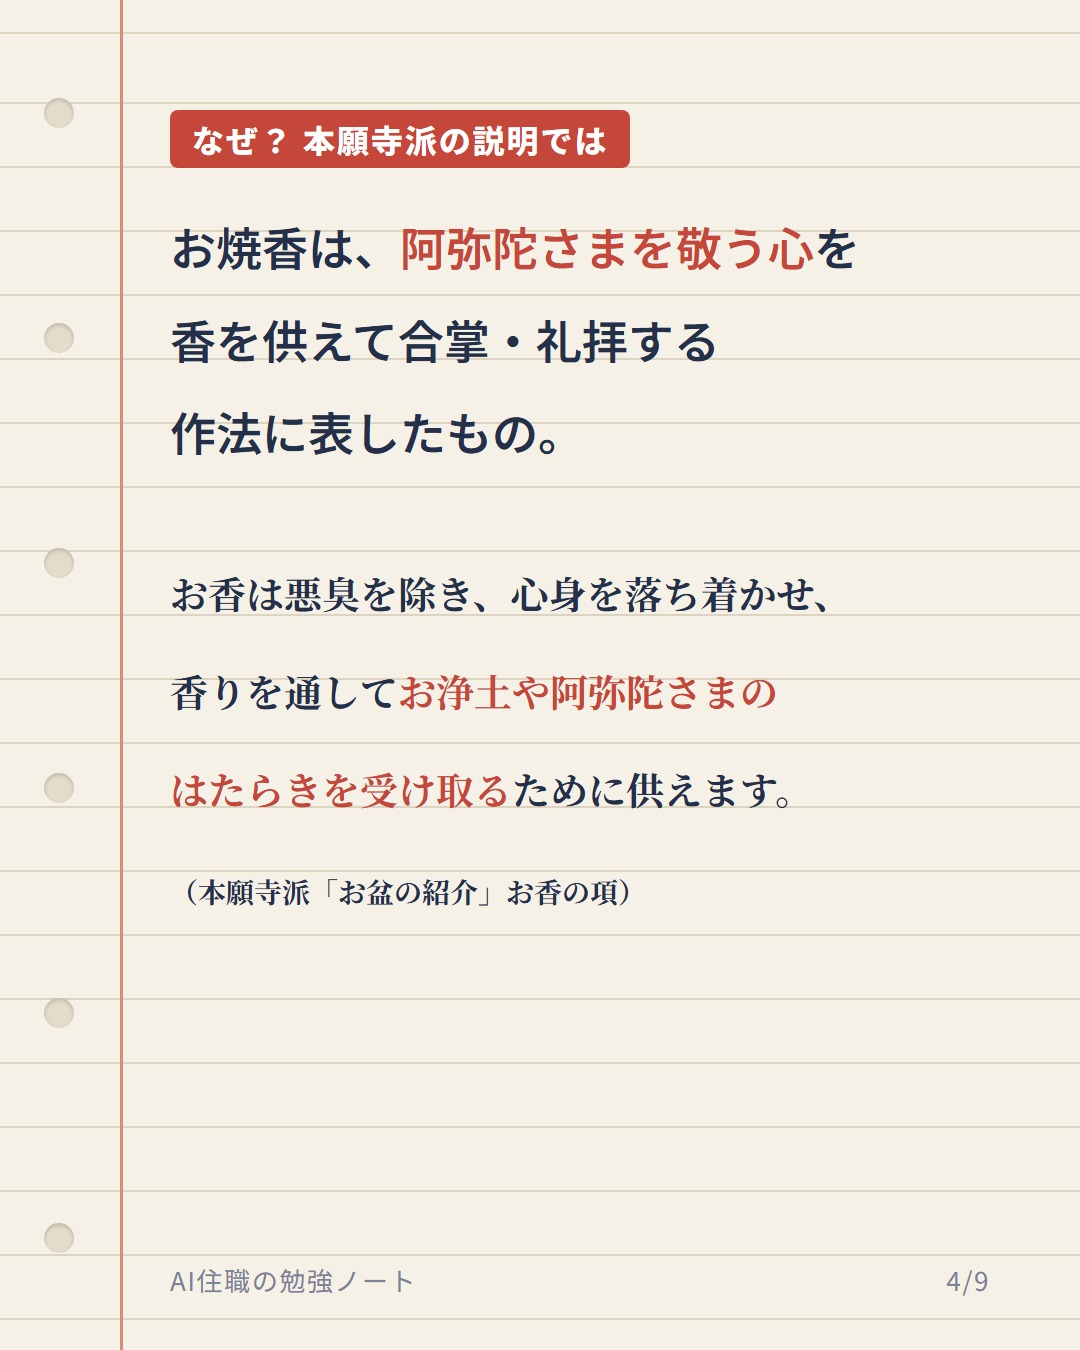 なぜ？ 本願寺派の説明では
お焼香は、阿弥陀さまを敬う心を
香を供えて合掌・礼拝する
作法に表したもの。
お香は悪臭を除き、心身を落ち着かせ、
香りを通してお浄土や阿弥陀さまの
はたらきを受け取るために供えます。
（本願寺派「お盆の紹介」お香の項）
AI住職の勉強ノート
4/9